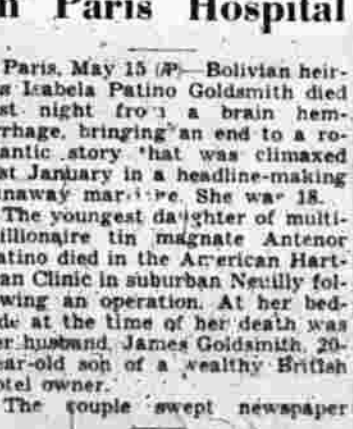 n Paris Hospital
Paris, May 15 (AP)—Bolivian heir-
s Isabela Patino Goldsmith died
st night from a brain hem-
rrhage, bringing an end to a ro-
antic story that was climaxed
st January in a headline-making
naway marriage. She was 18.
The youngest daughter of multi-
illionaire tin magnate Antenor
atino died in the American Hart-
an Clinic in suburban Neuilly fol-
wing an operation. At her bed-
de at the time of her death was
er husband, James Goldsmith, 20-
ear-old son of a wealthy British
otel owner.
The couple swept newspaper